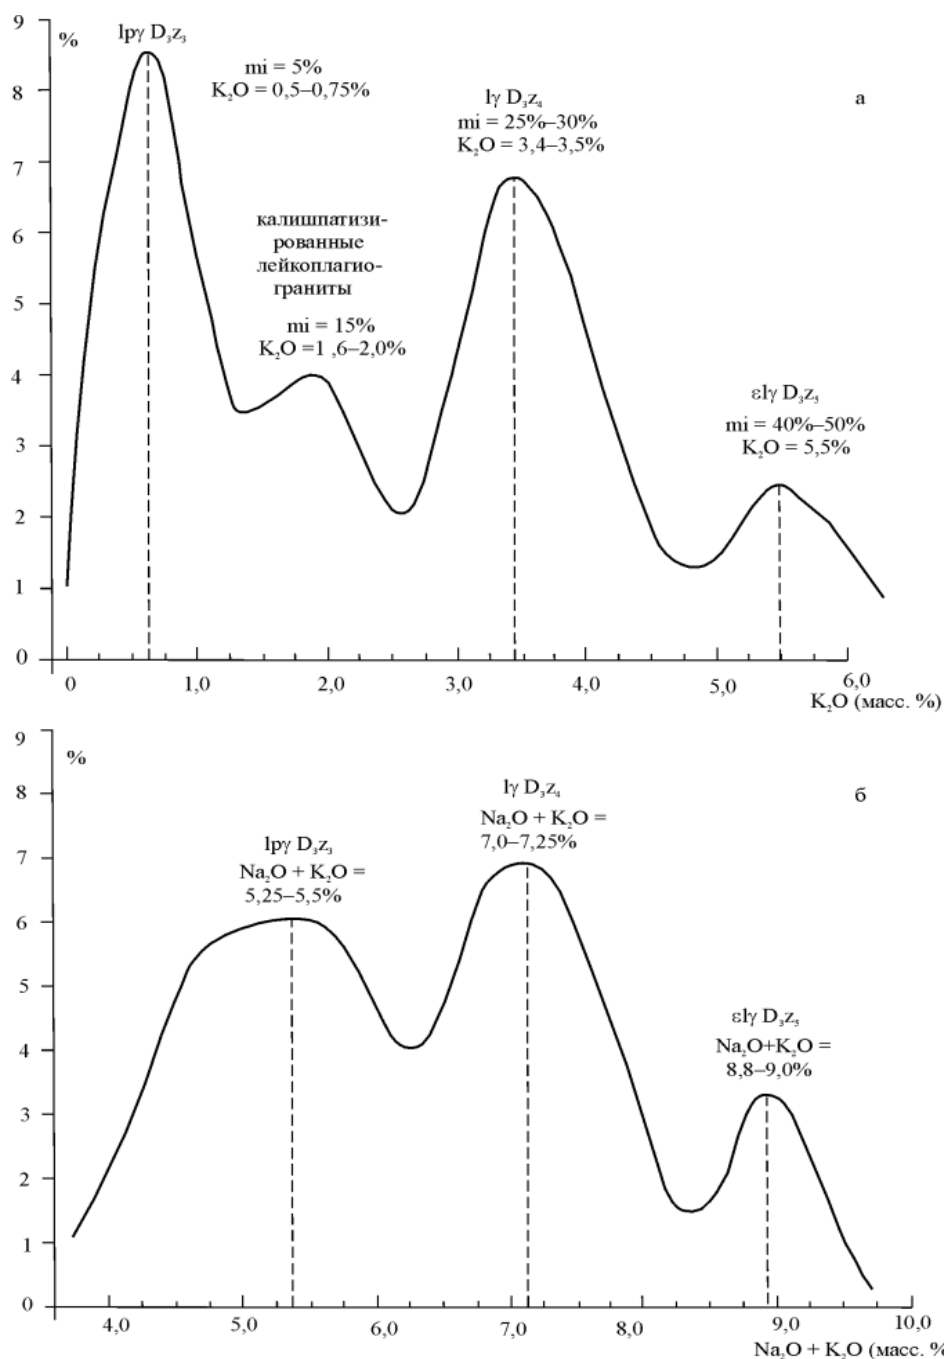 9
%
lpγ D₃z₃
mi = 5%
K₂O = 0,5–0,75%
а
8
lγ D₃z₄
mi = 25%–30%
K₂O = 3,4–3,5%
7
калишпатизи-
рованные
лейкоплагио-
граниты
6
5
mi = 15%
K₂O =1 ,6–2,0%
4
εlγ D₃z₅
mi = 40%–50%
K₂O = 5,5%
3
2
1
0
0 1,0 2,0 3,0 4,0 5,0 6,0
K₂O (масс. %)
9
%
б
8
lγ D₃z₄
Na₂O + K₂O =
7,0–7,25%
7
lpγ D₃z₃
Na₂O + K₂O =
5,25–5,5%
6
5
4
εlγ D₃z₅
Na₂O+K₂O =
8,8–9,0%
3
2
1
0
4,0 5,0 6,0 7,0 8,0 9,0 10,0
Na₂O + K₂O (масс. %